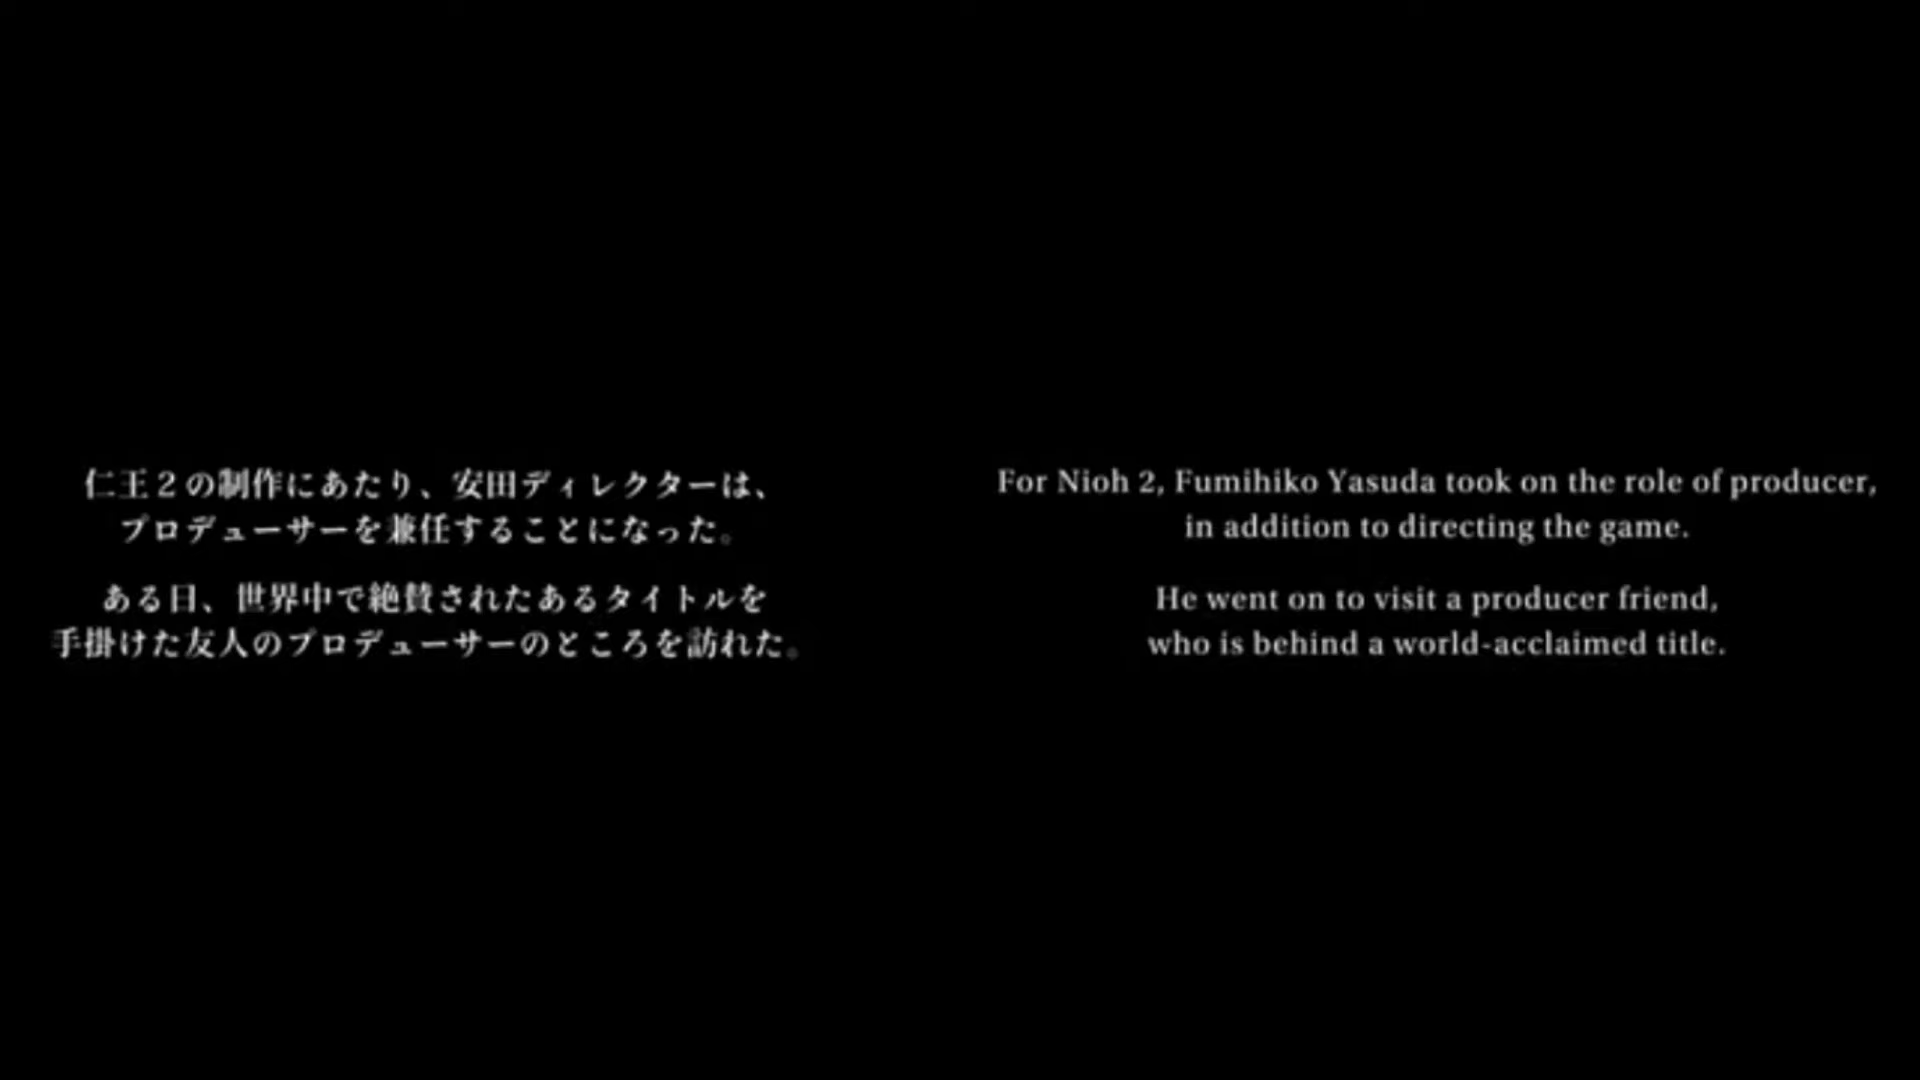 仁王２の制作にあたり、安田ディレクターは、
プロデューサーを兼任することになった。
ある日、世界中で絶賛されたあるタイトルを
手掛けた友人のプロデューサーのところを訪れた。
For Nioh 2, Fumihiko Yasuda took on the role of producer,
in addition to directing the game.
He went on to visit a producer friend,
who is behind a world-acclaimed title.